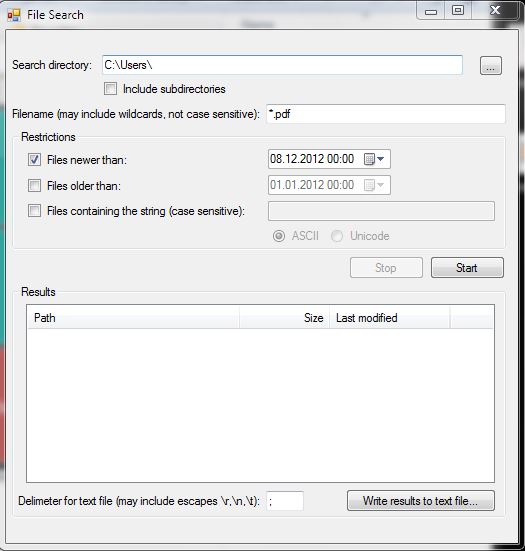 File Search
Search directory: C:\Users\ ...
Include subdirectories
Filename (may include wildcards, not case sensitive): *.pdf
Restrictions
Files newer than: 08.12.2012 00:00
Files older than: 01.01.2012 00:00
Files containing the string (case sensitive):
ASCII Unicode
Stop Start
Results
Path Size Last modified
Delimeter for text file (may include escapes \r,\n,\t): ; Write results to text file...